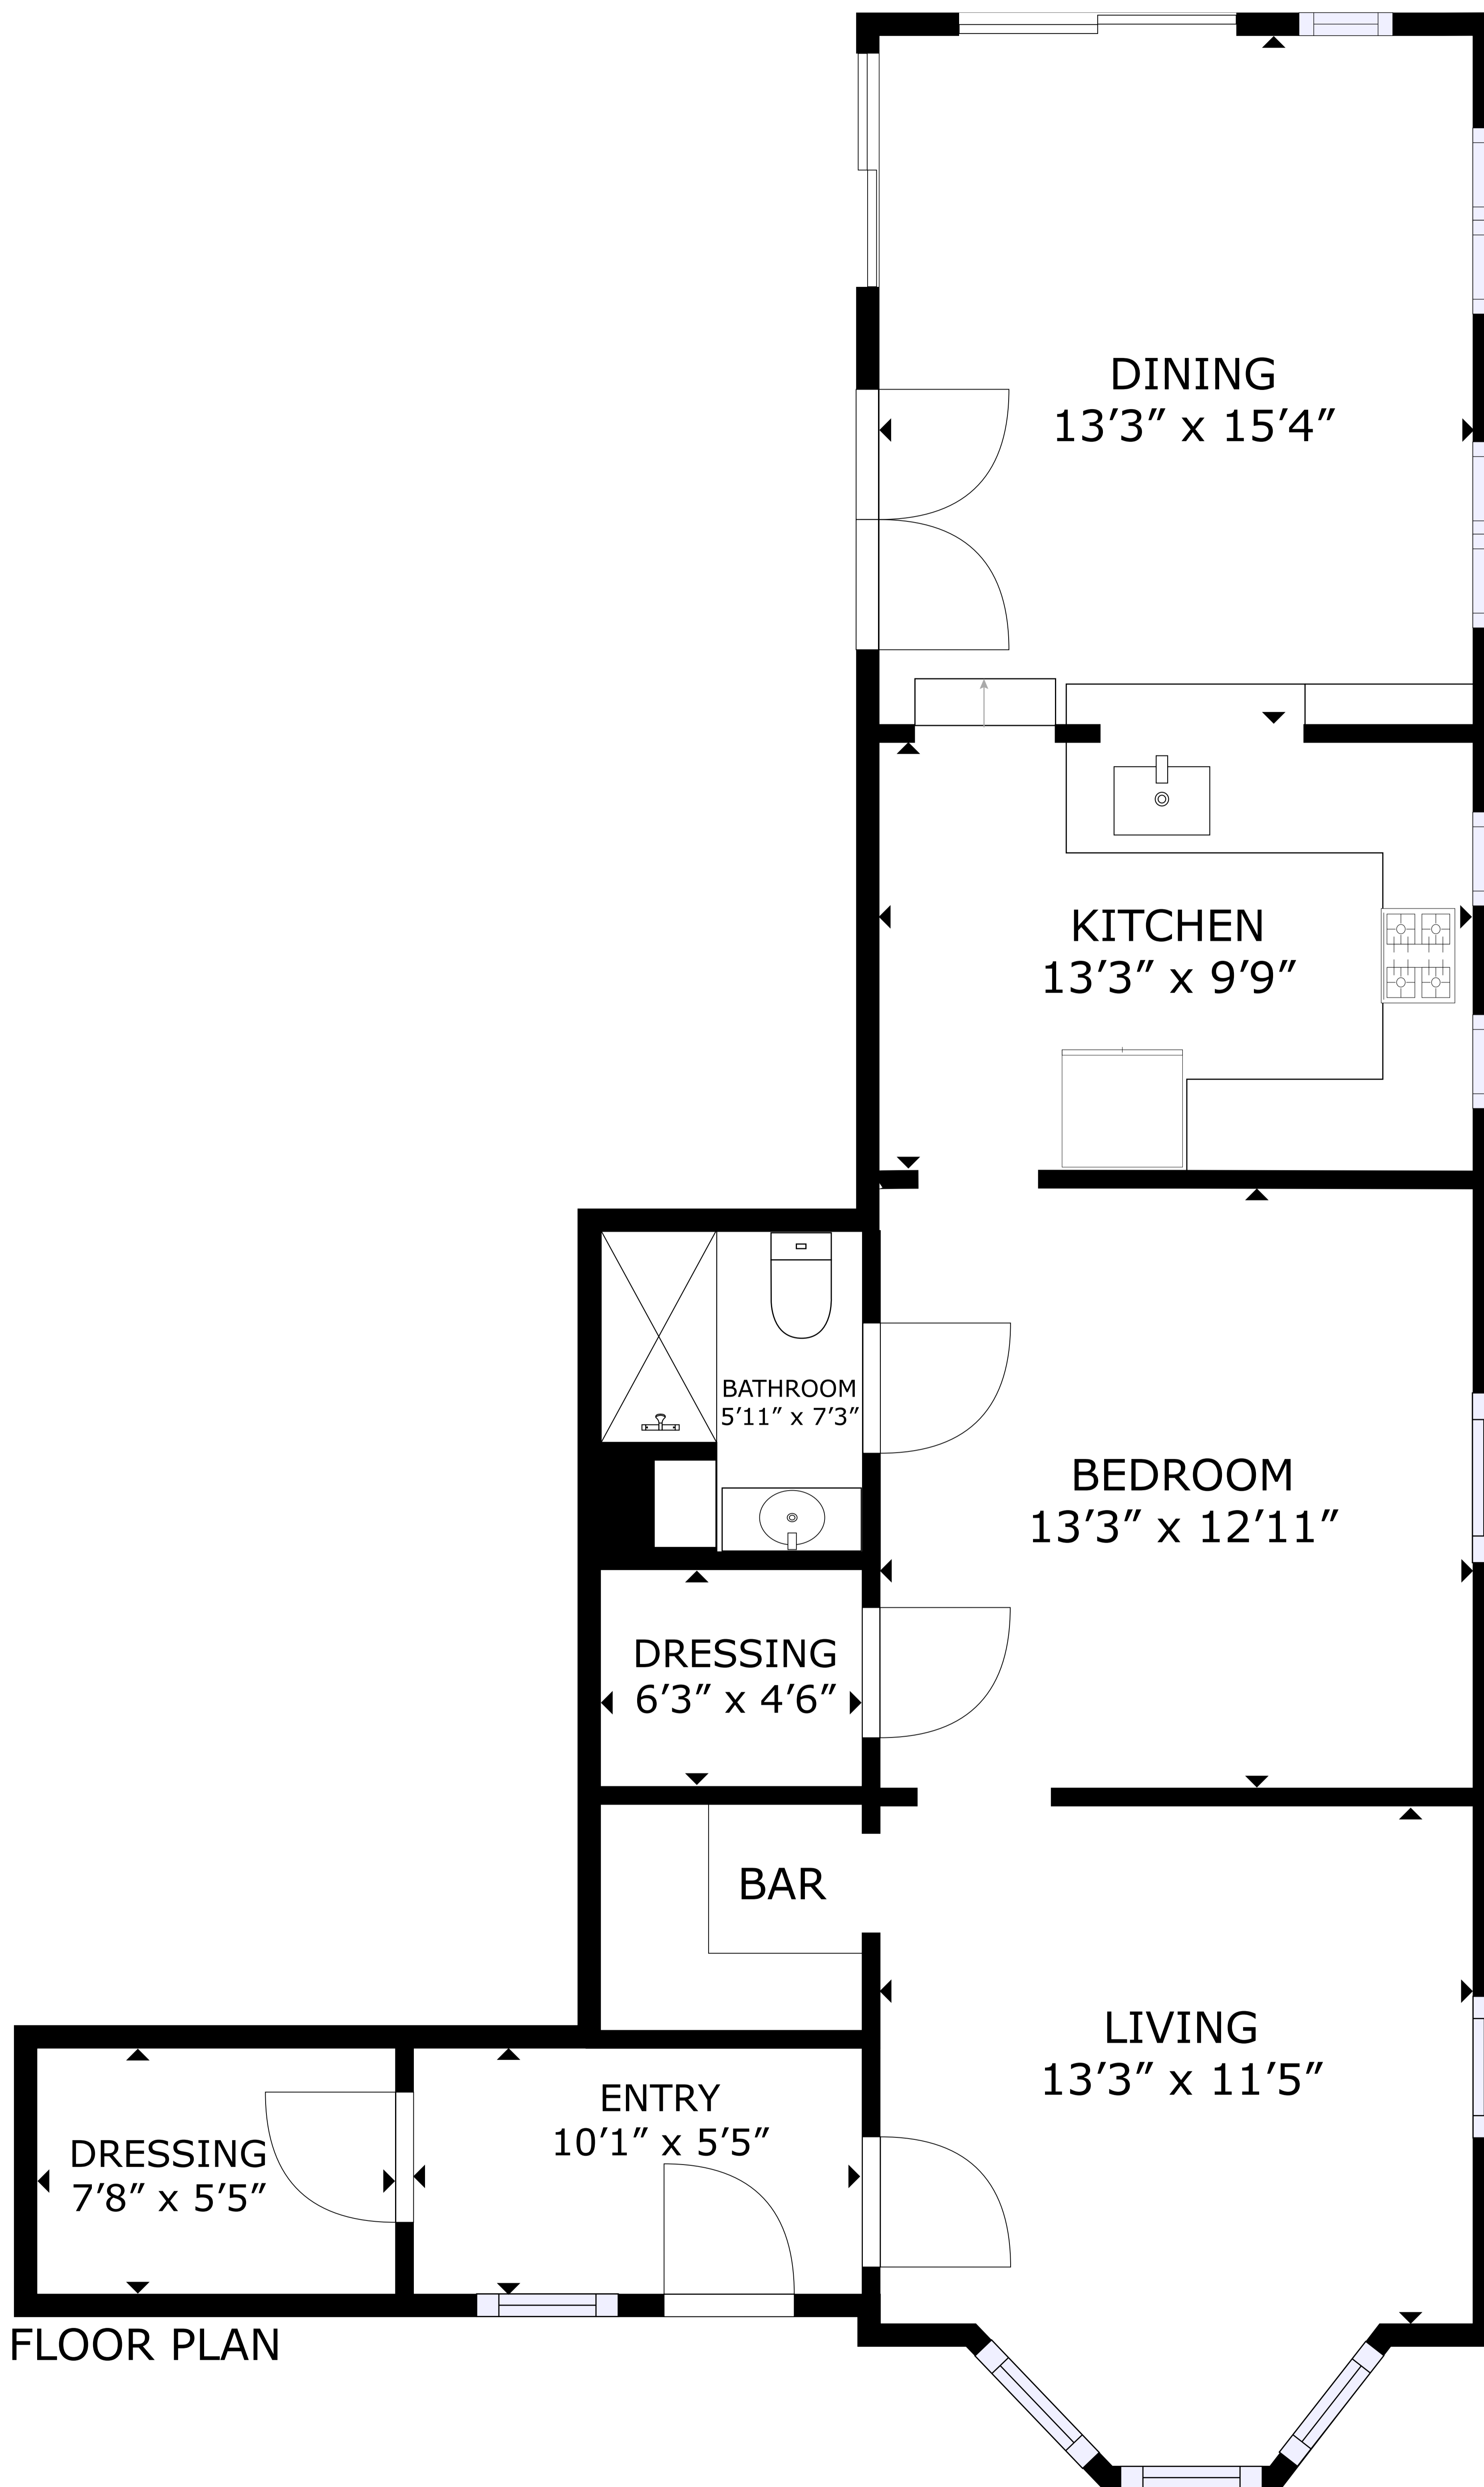 DINING
13′3″ x 15′4″
KITCHEN
13′3″ x 9′9″
BATHROOM
5′11″ x 7′3″
BEDROOM
13′3″ x 12′11″
DRESSING
6′3″ x 4′6″
BAR
LIVING
13′3″ x 11′5″
ENTRY
10′1″ x 5′5″
DRESSING
7′8″ x 5′5″
FLOOR PLAN